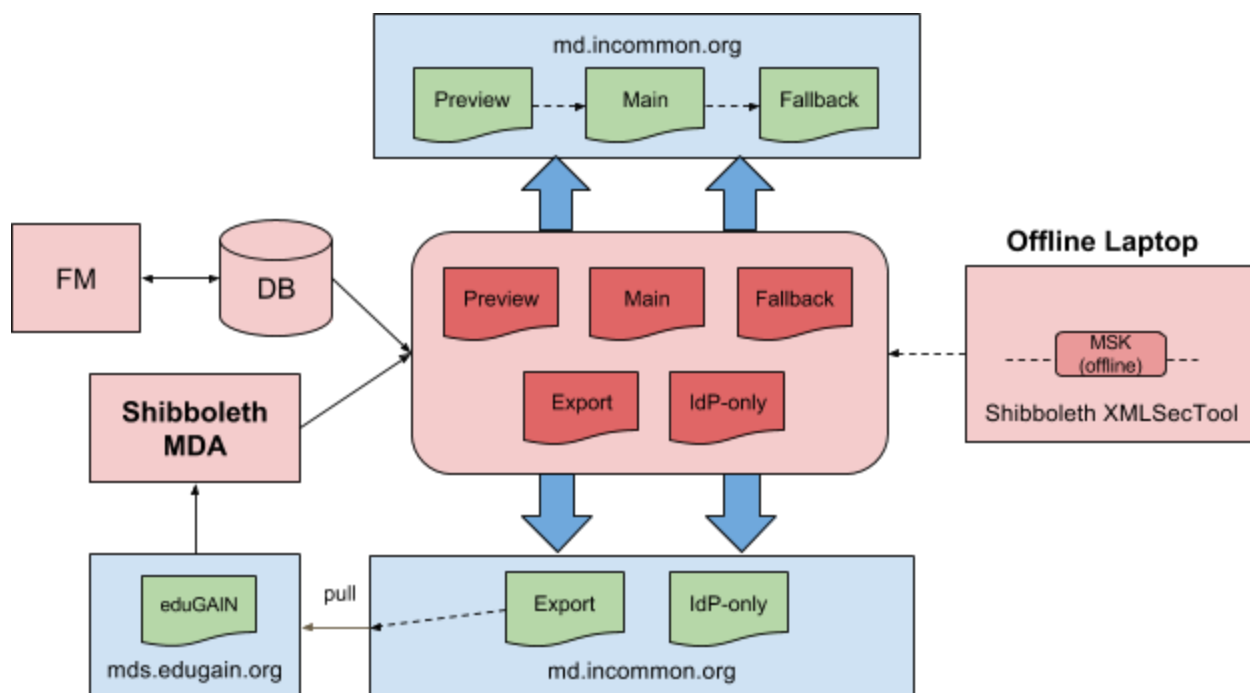 md.incommon.org
Preview
Main
Fallback
FM
DB
Offline Laptop
Preview
Main
Fallback
MSK
(offline)
Shibboleth XMLSecTool
Export
IdP-only
Shibboleth
MDA
pull
eduGAIN
mds.edugain.org
Export
IdP-only
md.incommon.org